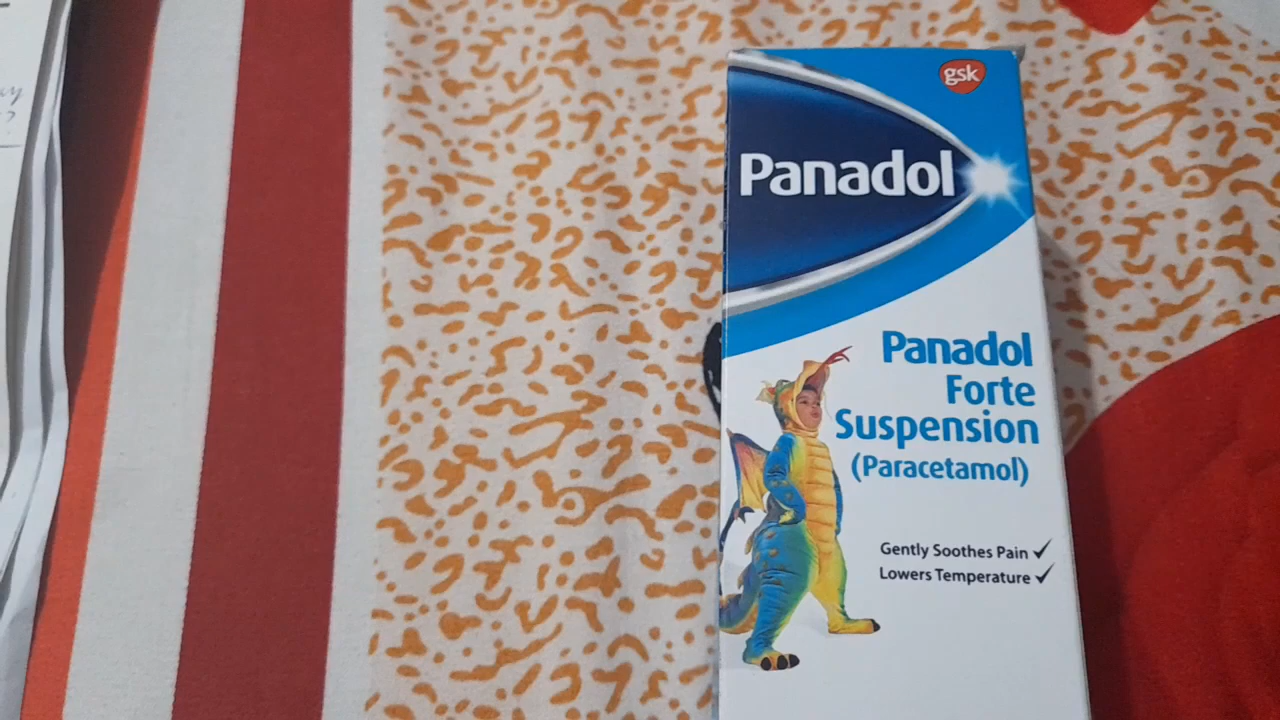 gsk
Panadol
Panadol
Forte
Suspension
(Paracetamol)
Gently Soothes Pain ✓
Lowers Temperature ✓